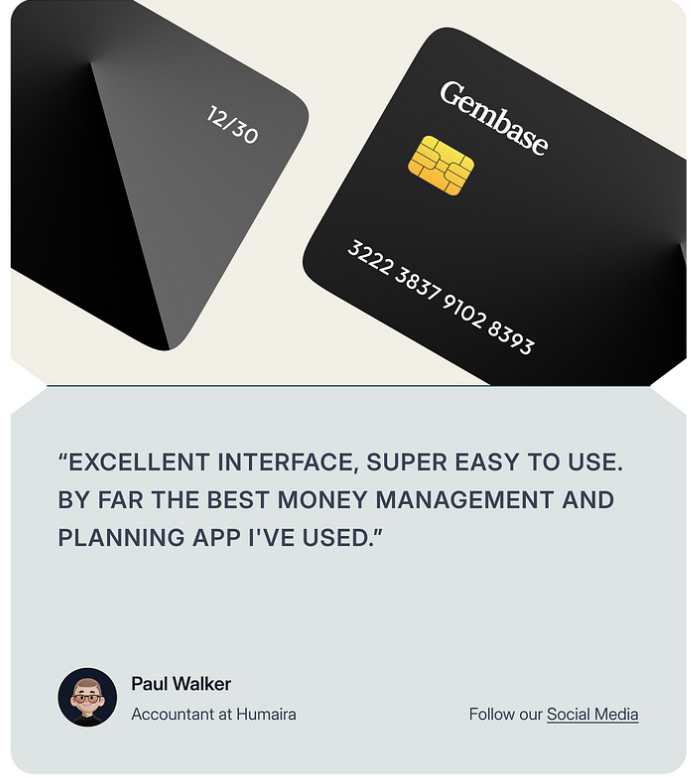 12/30
Gembase
3222 3837 9102 8393
“EXCELLENT INTERFACE, SUPER EASY TO USE.
BY FAR THE BEST MONEY MANAGEMENT AND
PLANNING APP I'VE USED.”
Paul Walker
Accountant at Humaira
Follow our Social Media